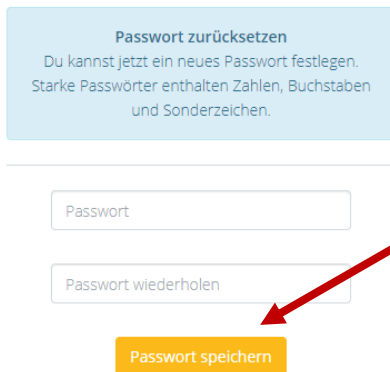 Passwort zurücksetzen
Du kannst jetzt ein neues Passwort festlegen.
Starke Passwörter enthalten Zahlen, Buchstaben
und Sonderzeichen.
Passwort
Passwort wiederholen
Passwort speichern